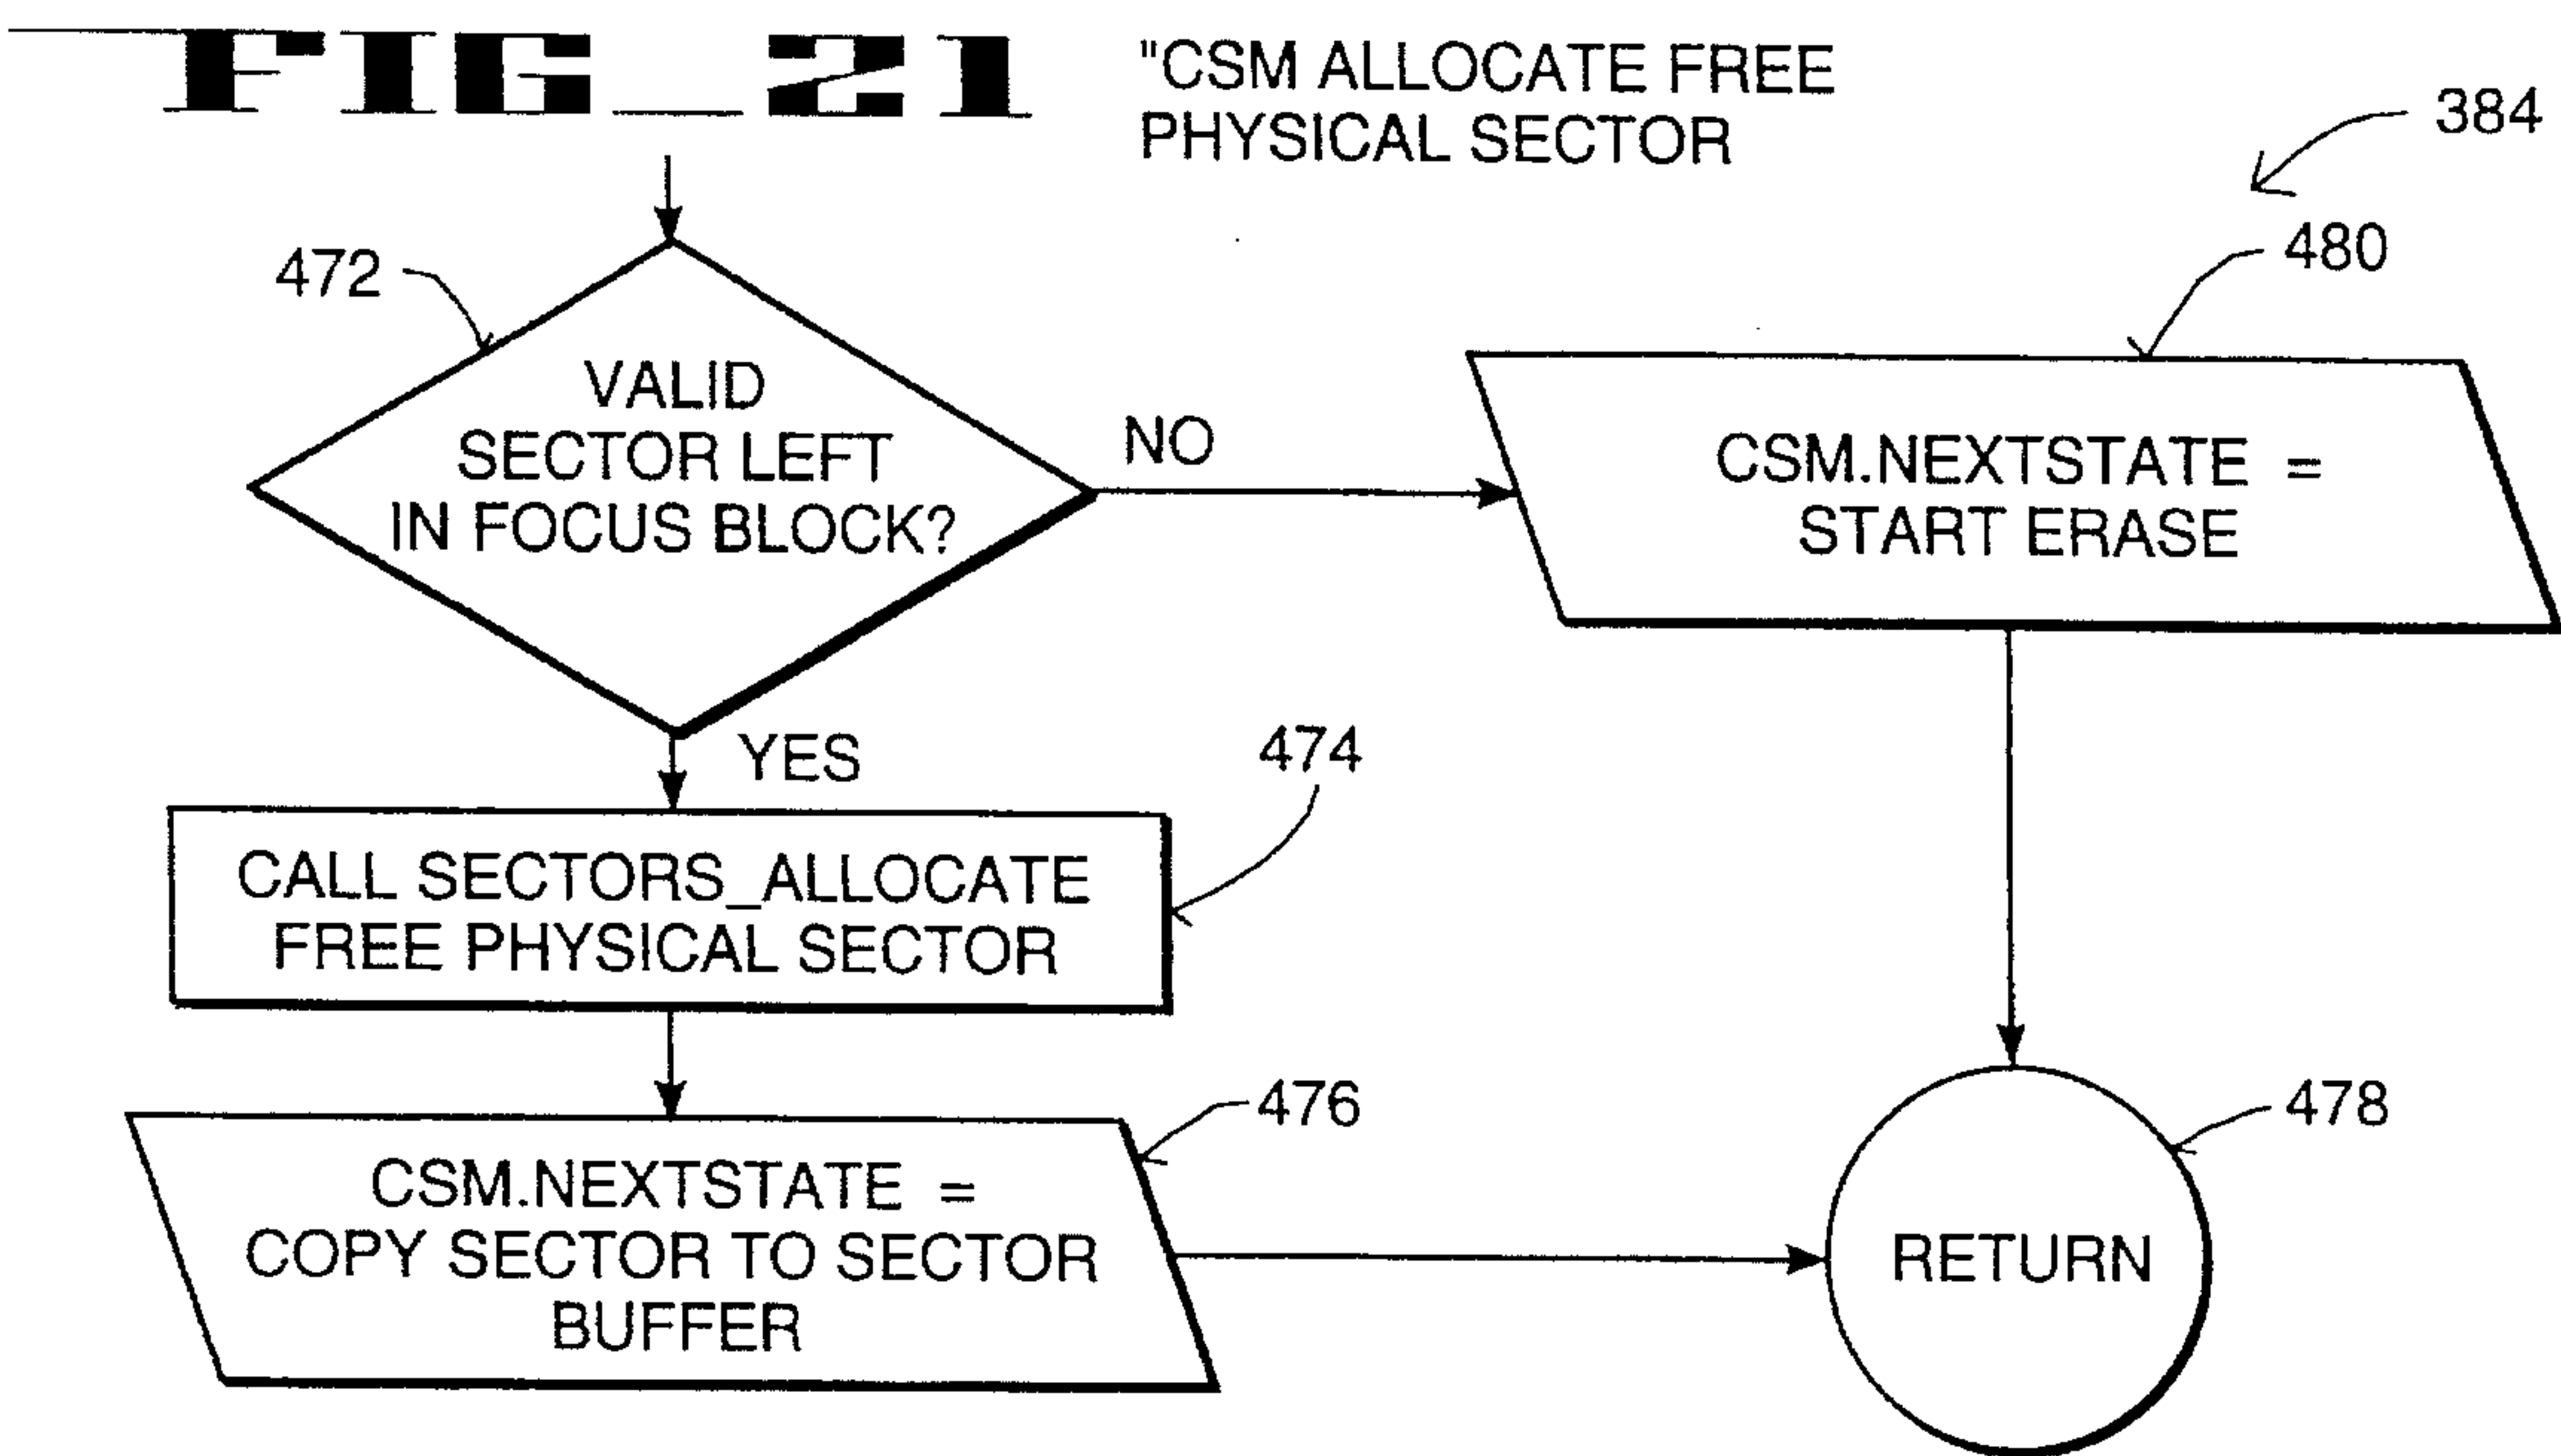 FIG_21
"CSM ALLOCATE FREE
PHYSICAL SECTOR
384
472
480
VALID
SECTOR LEFT
IN FOCUS BLOCK?
NO
CSM.NEXTSTATE =
START ERASE
YES
474
CALL SECTORS_ALLOCATE
FREE PHYSICAL SECTOR
476
CSM.NEXTSTATE =
COPY SECTOR TO SECTOR
BUFFER
478
RETURN